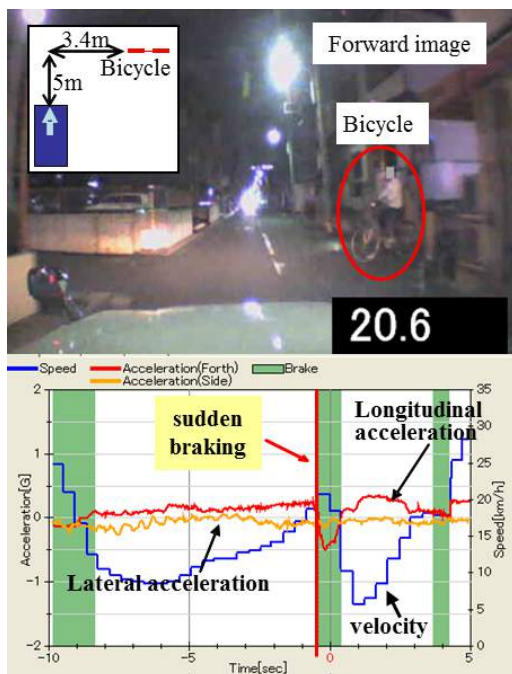 3.4m
Forward image
Bicycle
5m
Bicycle
20.6
Speed
Acceleration(Forth)
Brake
Acceleration(Side)
2
35
sudden
braking
Longitudinal
acceleration
30
1
25
Acceleration[G]
0
20
Speed[km/h]
15
-1
Lateral acceleration
10
velocity
5
-2
0
-10
-5
0
5
Time[sec]